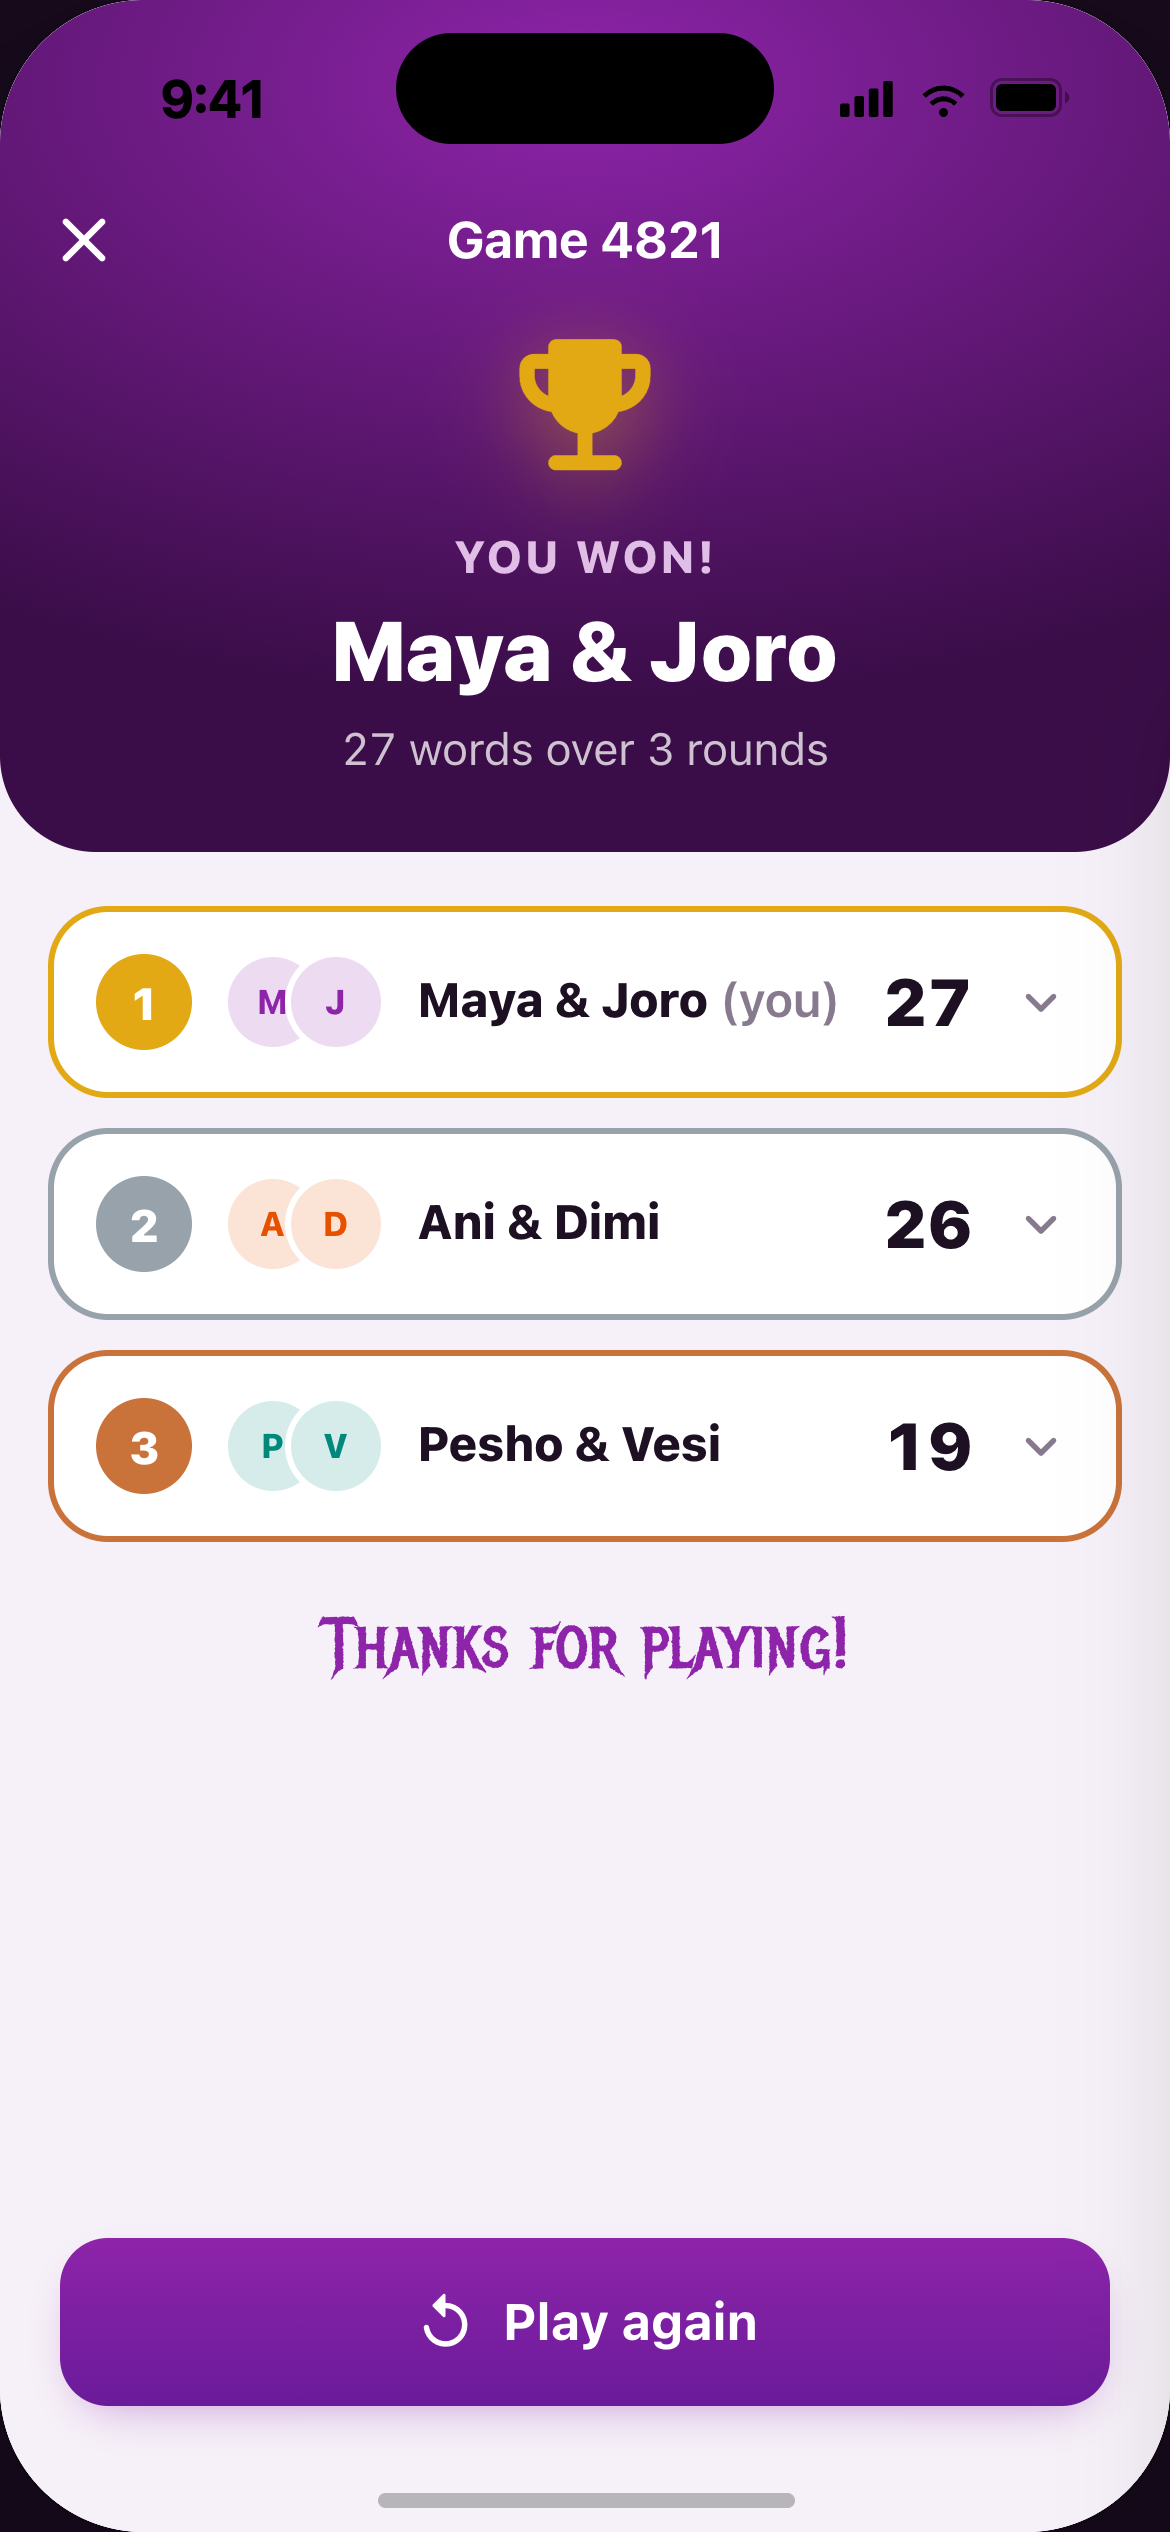 9:41
Game 4821
YOU WON!
Maya & Joro
27 words over 3 rounds
1 M J Maya & Joro (you) 27
2 A D Ani & Dimi 26
3 P V Pesho & Vesi 19
Thanks for playing!
Play again